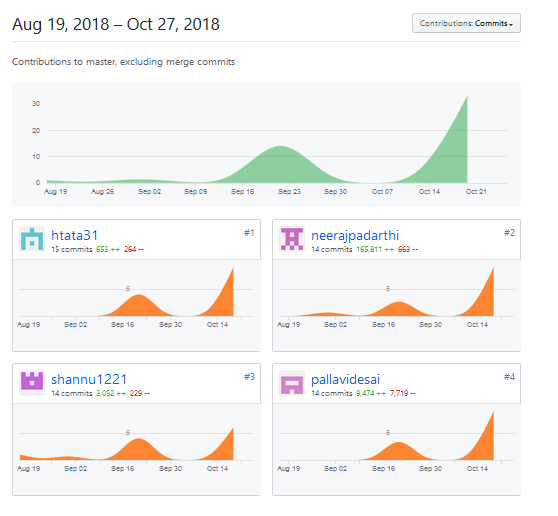 Aug 19, 2018 – Oct 27, 2018
Contributions: Commits
Contributions to master, excluding merge commits
30
20
10
0
Aug 19 Aug 26 Sep 02 Sep 09 Sep 16 Sep 23 Sep 30 Oct 07 Oct 14 Oct 21
htata31 #1
15 commits 653 ++ 264 --
5
Aug 19 Sep 02 Sep 16 Sep 30 Oct 14
neerajpadarthi #2
14 commits 165,811 ++ 663 --
5
Aug 19 Sep 02 Sep 16 Sep 30 Oct 14
shannu1221 #3
14 commits 3,052 ++ 229 --
5
Aug 19 Sep 02 Sep 16 Sep 30 Oct 14
pallavidesai #4
14 commits 9,474 ++ 7,719 --
5
Aug 19 Sep 02 Sep 16 Sep 30 Oct 14